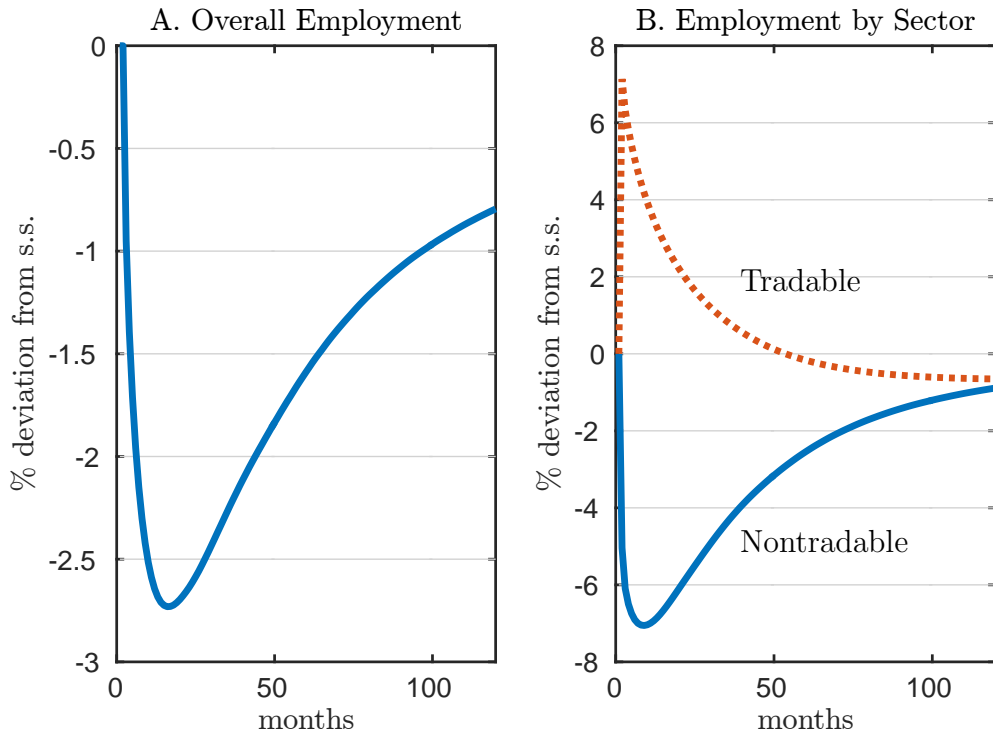 A. Overall Employment
% deviation from s.s.
0
-0.5
-1
-1.5
-2
-2.5
-3
0
50
100
months
B. Employment by Sector
% deviation from s.s.
8
6
4
2
0
-2
-4
-6
-8
Tradable
Nontradable
0
50
100
months